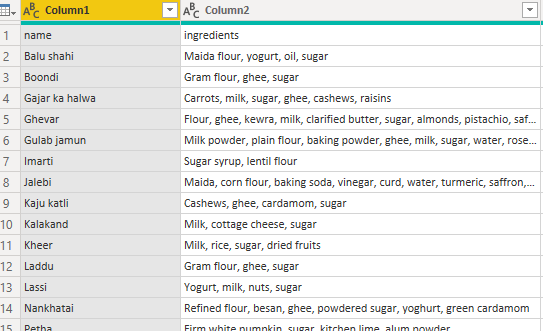 ABC Column1 ABC Column2
1 name ingredients
2 Balu shahi Maida flour, yogurt, oil, sugar
3 Boondi Gram flour, ghee, sugar
4 Gajar ka halwa Carrots, milk, sugar, ghee, cashews, raisins
5 Ghevar Flour, ghee, kewra, milk, clarified butter, sugar, almonds, pistachio, saf...
6 Gulab jamun Milk powder, plain flour, baking powder, ghee, milk, sugar, water, rose...
7 Imarti Sugar syrup, lentil flour
8 Jalebi Maida, corn flour, baking soda, vinegar, curd, water, turmeric, saffron,...
9 Kaju katli Cashews, ghee, cardamom, sugar
10 Kalakand Milk, cottage cheese, sugar
11 Kheer Milk, rice, sugar, dried fruits
12 Laddu Gram flour, ghee, sugar
13 Lassi Yogurt, milk, nuts, sugar
14 Nankhatai Refined flour, besan, ghee, powdered sugar, yoghurt, green cardamom
15 Petha Firm white pumpkin, sugar, kitchen lime, alum powder